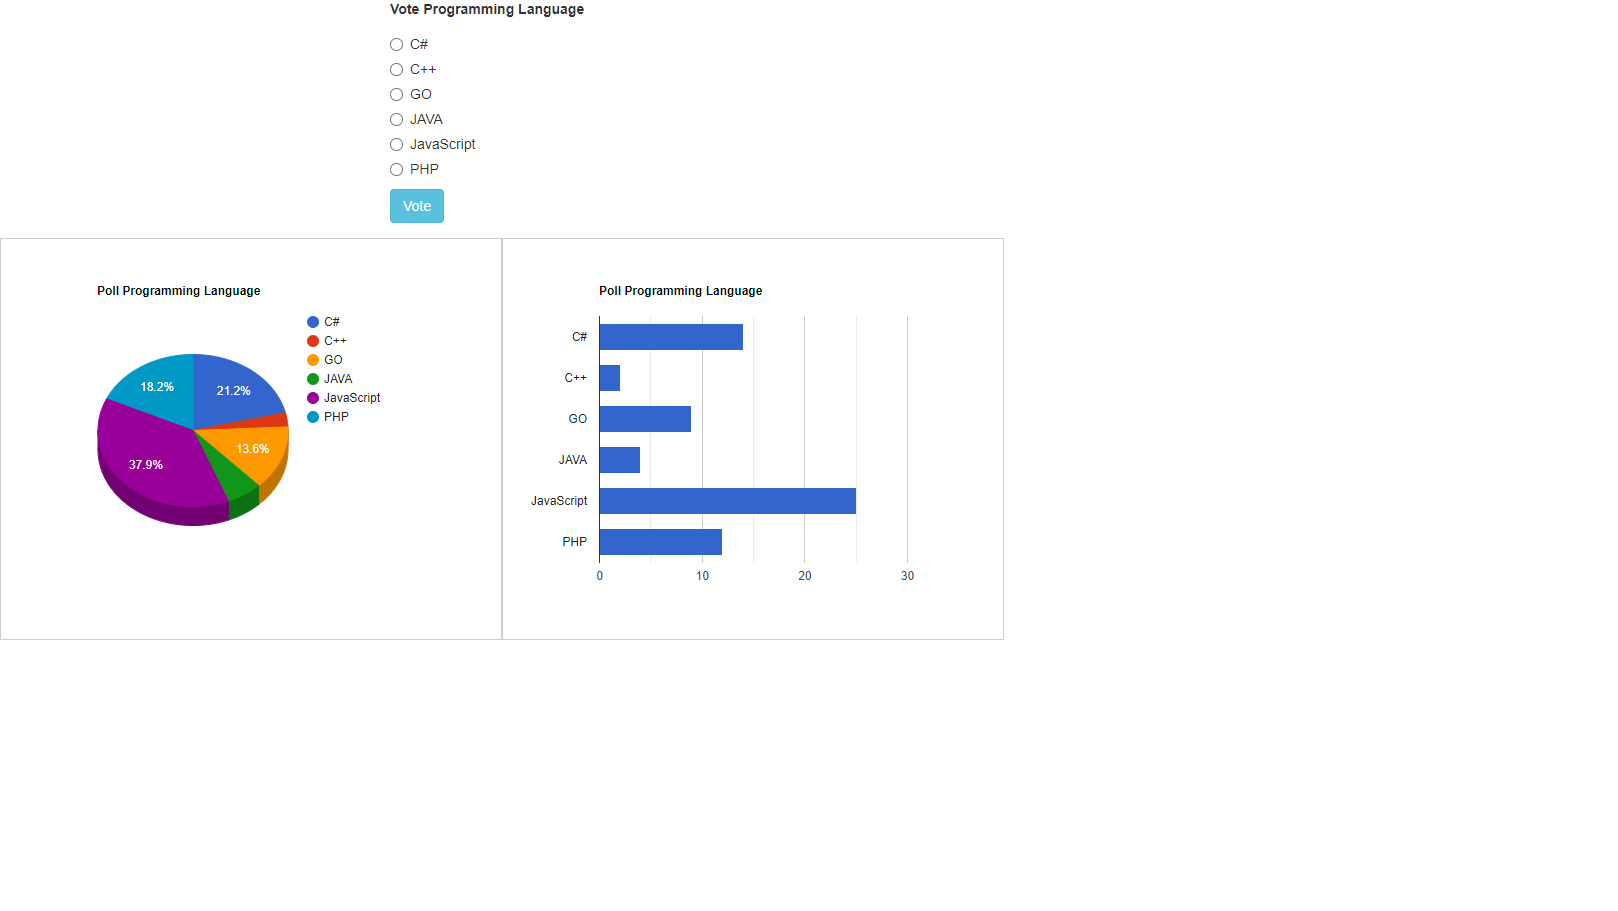 Vote Programming Language
C#
C++
GO
JAVA
JavaScript
PHP
Vote
Poll Programming Language
C#
C++
GO
JAVA
JavaScript
PHP
18.2%
21.2%
13.6%
37.9%
Poll Programming Language
C#
C++
GO
JAVA
JavaScript
PHP
0 10 20 30